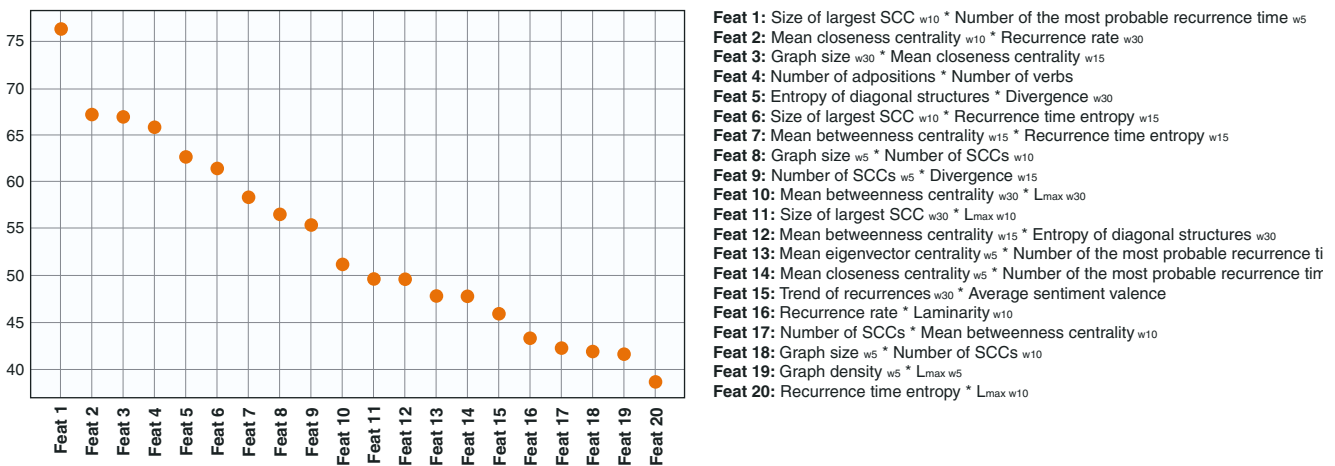 75
70
65
60
55
50
45
40
Feat 1
Feat 2
Feat 3
Feat 4
Feat 5
Feat 6
Feat 7
Feat 8
Feat 9
Feat 10
Feat 11
Feat 12
Feat 13
Feat 14
Feat 15
Feat 16
Feat 17
Feat 18
Feat 19
Feat 20
Feat 1: Size of largest SCC w10 * Number of the most probable recurrence time w5
Feat 2: Mean closeness centrality w10 * Recurrence rate w30
Feat 3: Graph size w30 * Mean closeness centrality w15
Feat 4: Number of adpositions * Number of verbs
Feat 5: Entropy of diagonal structures * Divergence w30
Feat 6: Size of largest SCC w10 * Recurrence time entropy w15
Feat 7: Mean betweenness centrality w15 * Recurrence time entropy w15
Feat 8: Graph size w5 * Number of SCCs w10
Feat 9: Number of SCCs w5 * Divergence w15
Feat 10: Mean betweenness centrality w30 * Lmax w30
Feat 11: Size of largest SCC w30 * Lmax w10
Feat 12: Mean betweenness centrality w15 * Entropy of diagonal structures w30
Feat 13: Mean eigenvector centrality w5 * Number of the most probable recurrence ti
Feat 14: Mean closeness centrality w5 * Number of the most probable recurrence tim
Feat 15: Trend of recurrences w30 * Average sentiment valence
Feat 16: Recurrence rate * Laminarity w10
Feat 17: Number of SCCs * Mean betweenness centrality w10
Feat 18: Graph size w5 * Number of SCCs w10
Feat 19: Graph density w5 * Lmax w5
Feat 20: Recurrence time entropy * Lmax w10